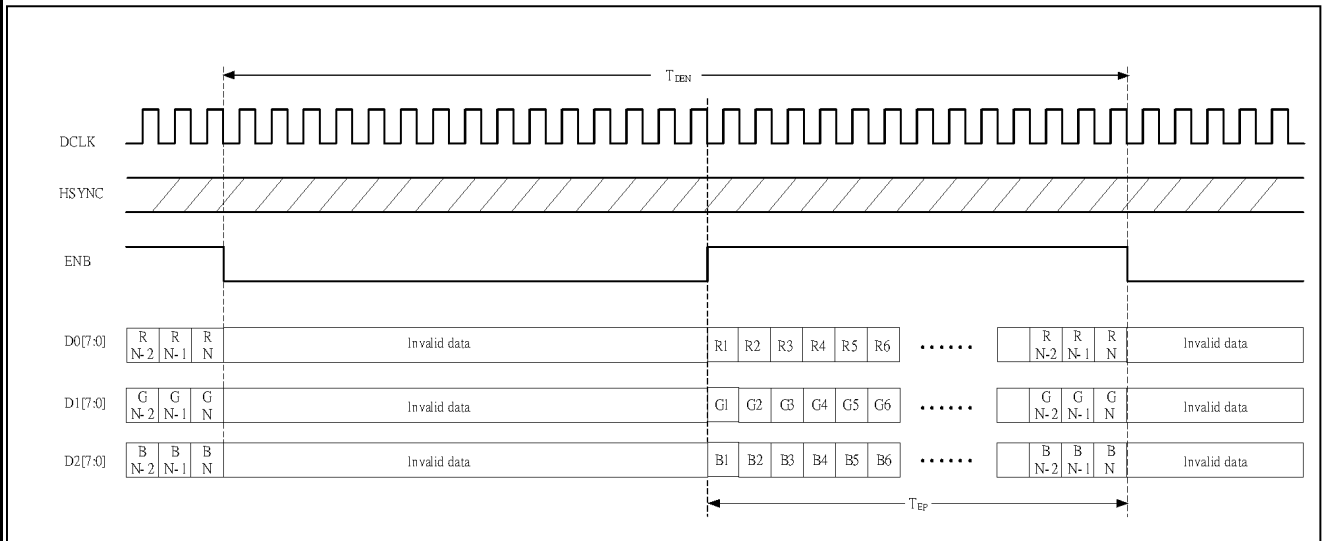 T_DEN
DCLK
HSYNC
ENB
D0[7:0] R N-2 R N-1 R N Invalid data R1 R2 R3 R4 R5 R6 ······ R N-2 R N-1 R N Invalid data
D1[7:0] G N-2 G N-1 G N Invalid data G1 G2 G3 G4 G5 G6 ······ G N-2 G N-1 G N Invalid data
D2[7:0] B N-2 B N-1 B N Invalid data B1 B2 B3 B4 B5 B6 ······ B N-2 B N-1 B N Invalid data
T_EP